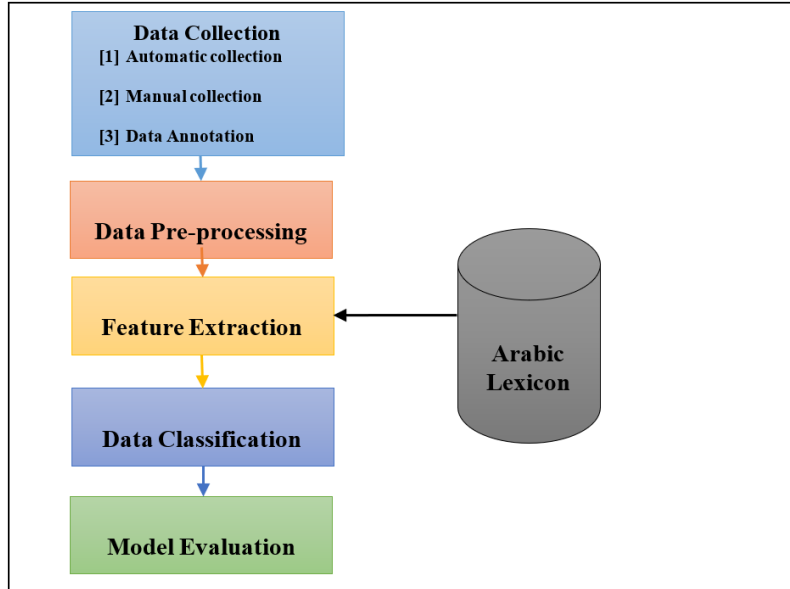 Data Collection
[1] Automatic collection
[2] Manual collection
[3] Data Annotation
Data Pre-processing
Feature Extraction
Arabic
Lexicon
Data Classification
Model Evaluation